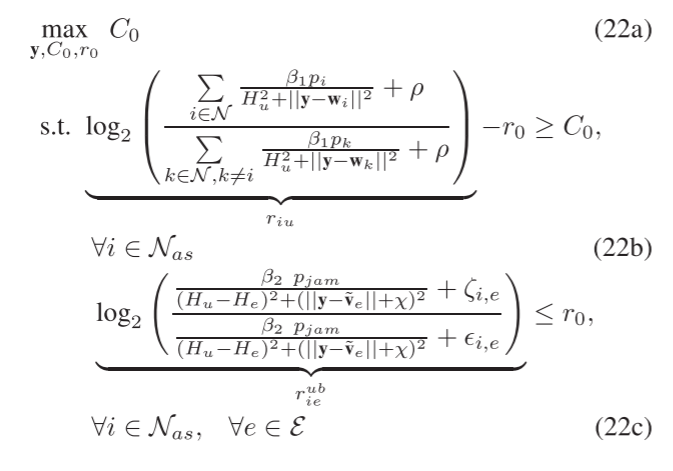 \max_{\mathbf{y},C_0,r_0} C_0 (22a)
s.t. \underbrace{\log_2 \left( \frac{\sum_{i \in \mathcal{N}} \frac{\beta_1 p_i}{H_u^2 + ||\mathbf{y} - \mathbf{w}_i||^2} + \rho}{\sum_{k \in \mathcal{N}, k \neq i} \frac{\beta_1 p_k}{H_u^2 + ||\mathbf{y} - \mathbf{w}_k||^2} + \rho} \right)}_{r_{iu}} - r_0 \geq C_0,
\forall i \in \mathcal{N}_{as} (22b)
\underbrace{\log_2 \left( \frac{\frac{\beta_2 \ p_{jam}}{(H_u - H_e)^2 + (||\mathbf{y} - \tilde{\mathbf{v}}_e|| + \chi)^2} + \zeta_{i,e}}{\frac{\beta_2 \ p_{jam}}{(H_u - H_e)^2 + (||\mathbf{y} - \tilde{\mathbf{v}}_e|| + \chi)^2} + \epsilon_{i,e}} \right)}_{r_{ie}^{ub}} \leq r_0,
\forall i \in \mathcal{N}_{as}, \quad \forall e \in \mathcal{E} (22c)